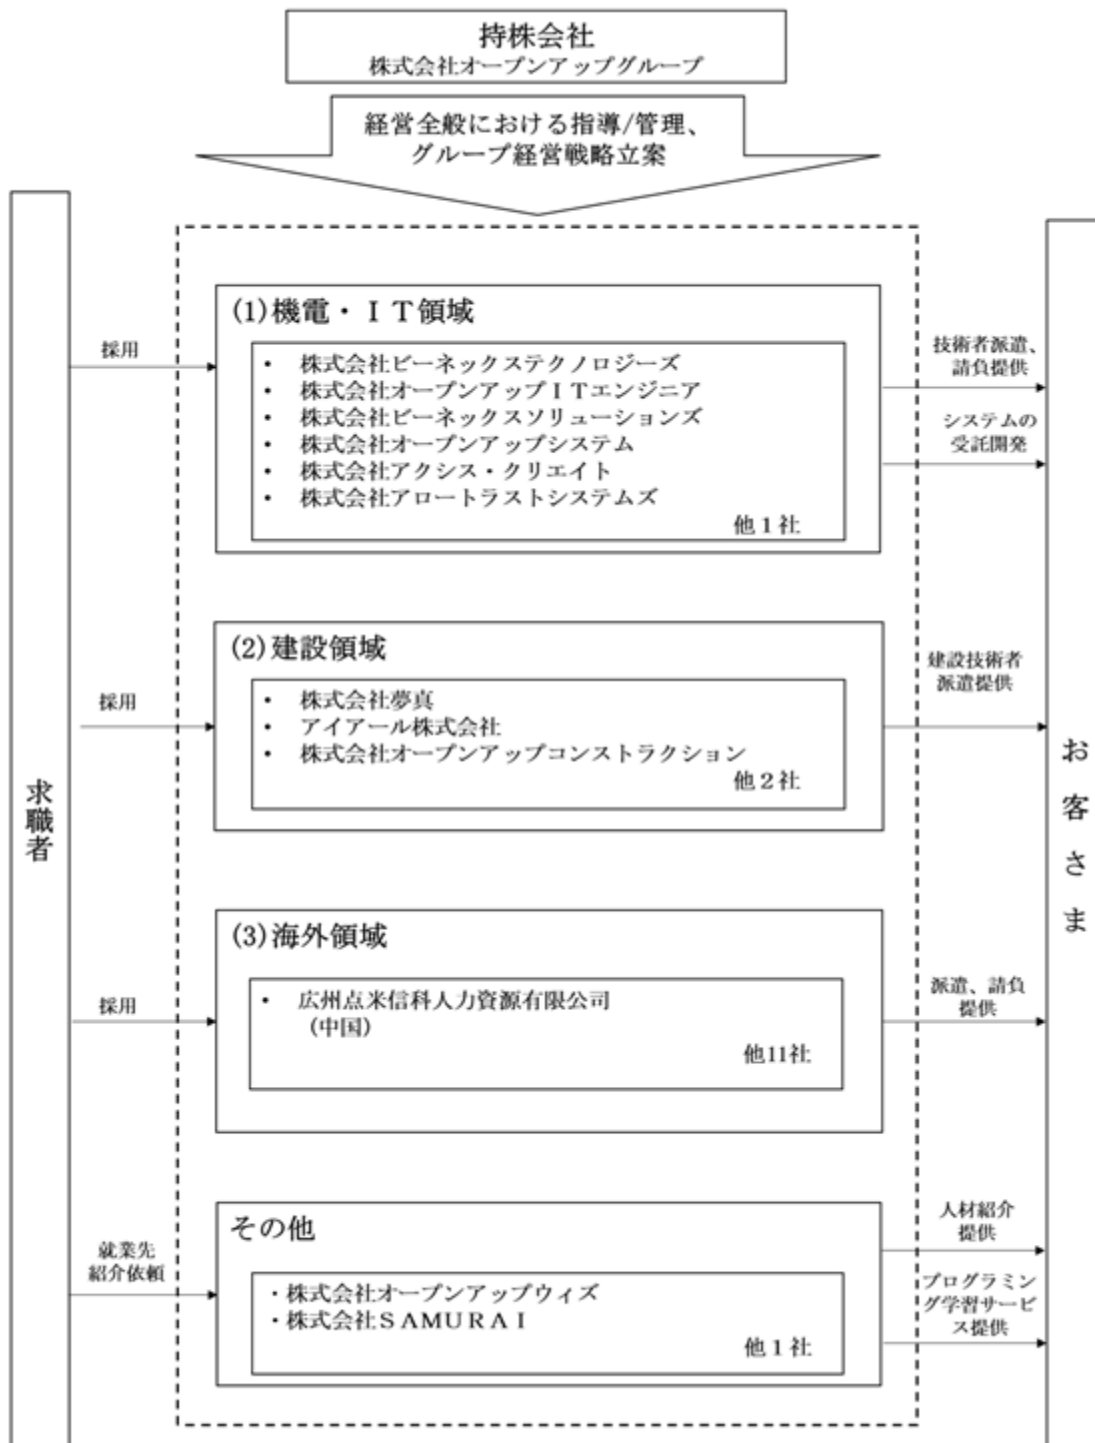 持株会社
株式会社オープンアップグループ
経営全般における指導/管理、
グループ経営戦略立案
求職者
お客さま
(1)機電・ＩＴ領域
採用
・ 株式会社ビーネックステクノロジーズ
・ 株式会社オープンアップＩＴエンジニア
・ 株式会社ビーネックスソリューションズ
・ 株式会社オープンアップシステム
・ 株式会社アクシス・クリエイト
・ 株式会社アロートラストシステムズ
他１社
技術者派遣、
請負提供
システムの
受託開発
(2)建設領域
採用
・ 株式会社夢真
・ アイアール株式会社
・ 株式会社オープンアップコンストラクション
他２社
建設技術者
派遣提供
(3)海外領域
採用
・ 広州点米信科人力資源有限公司
(中国)
他11社
派遣、請負
提供
その他
就業先
紹介依頼
・株式会社オープンアップウィズ
・株式会社ＳＡＭＵＲＡＩ
他１社
人材紹介
提供
プログラミン
グ学習サービ
ス提供